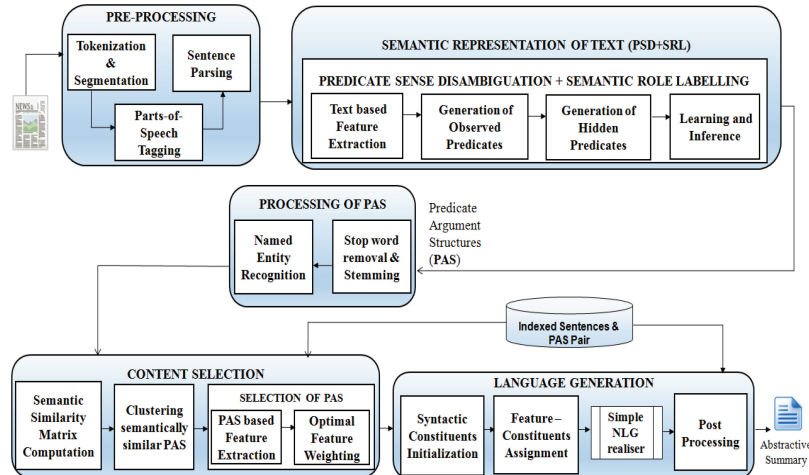 PRE-PROCESSING
Tokenization
&
Segmentation
Sentence
Parsing
Parts-of-
Speech
Tagging
NEWS
SEMANTIC REPRESENTATION OF TEXT (PSD+SRL)
PREDICATE SENSE DISAMBIGUATION + SEMANTIC ROLE LABELLING
Text based
Feature
Extraction
Generation of
Observed
Predicates
Generation of
Hidden
Predicates
Learning and
Inference
PROCESSING OF PAS
Named
Entity
Recognition
Stop word
removal &
Stemming
Predicate
Argument
Structures
(PAS)
Indexed Sentences &
PAS Pair
CONTENT SELECTION
Semantic
Similarity
Matrix
Computation
Clustering
semantically
similar PAS
SELECTION OF PAS
PAS based
Feature
Extraction
Optimal
Feature
Weighting
LANGUAGE GENERATION
Syntactic
Constituents
Initialization
Feature –
Constituents
Assignment
Simple
NLG
realiser
Post
Processing
Abstractive
Summary